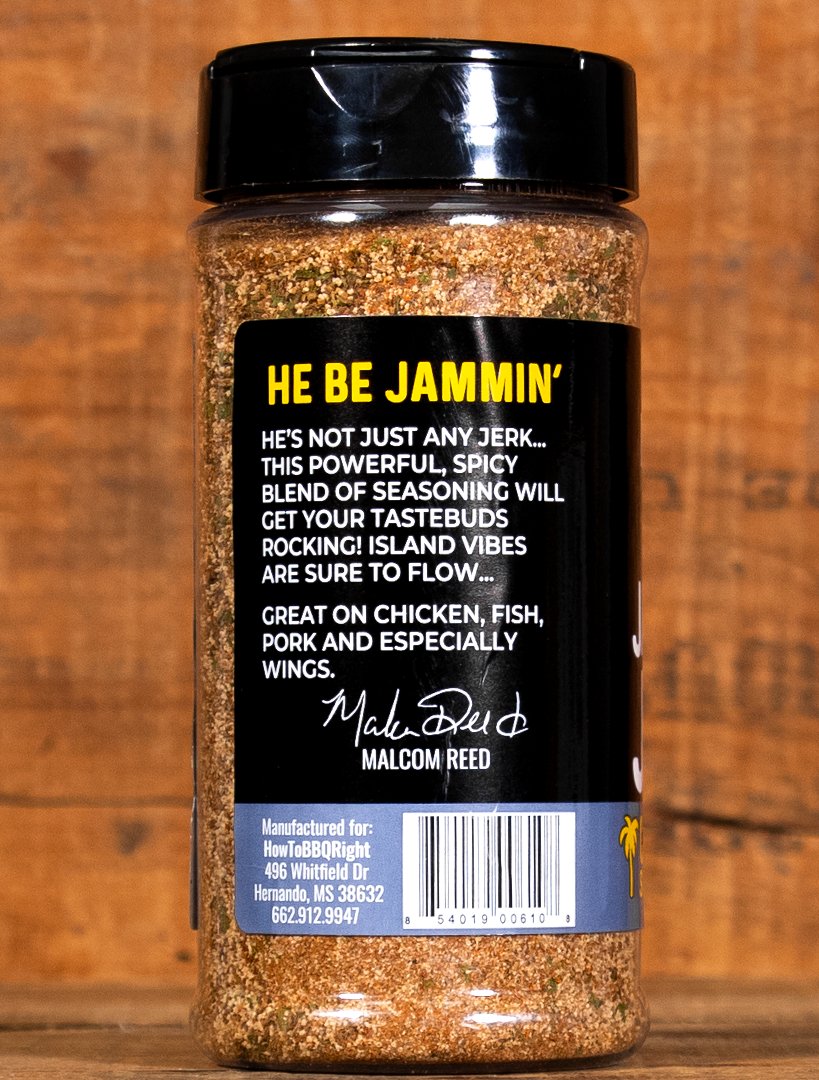 HE BE JAMMIN'
HE'S NOT JUST ANY JERK...
THIS POWERFUL, SPICY
BLEND OF SEASONING WILL
GET YOUR TASTEBUDS
ROCKING! ISLAND VIBES
ARE SURE TO FLOW...
GREAT ON CHICKEN, FISH,
PORK AND ESPECIALLY
WINGS.
Malcom Reed
MALCOM REED
Manufactured for:
HowToBBQRight
496 Whitfield Dr
Hernando, MS 38632
662.912.9947
8 54019 00610 8
J
J